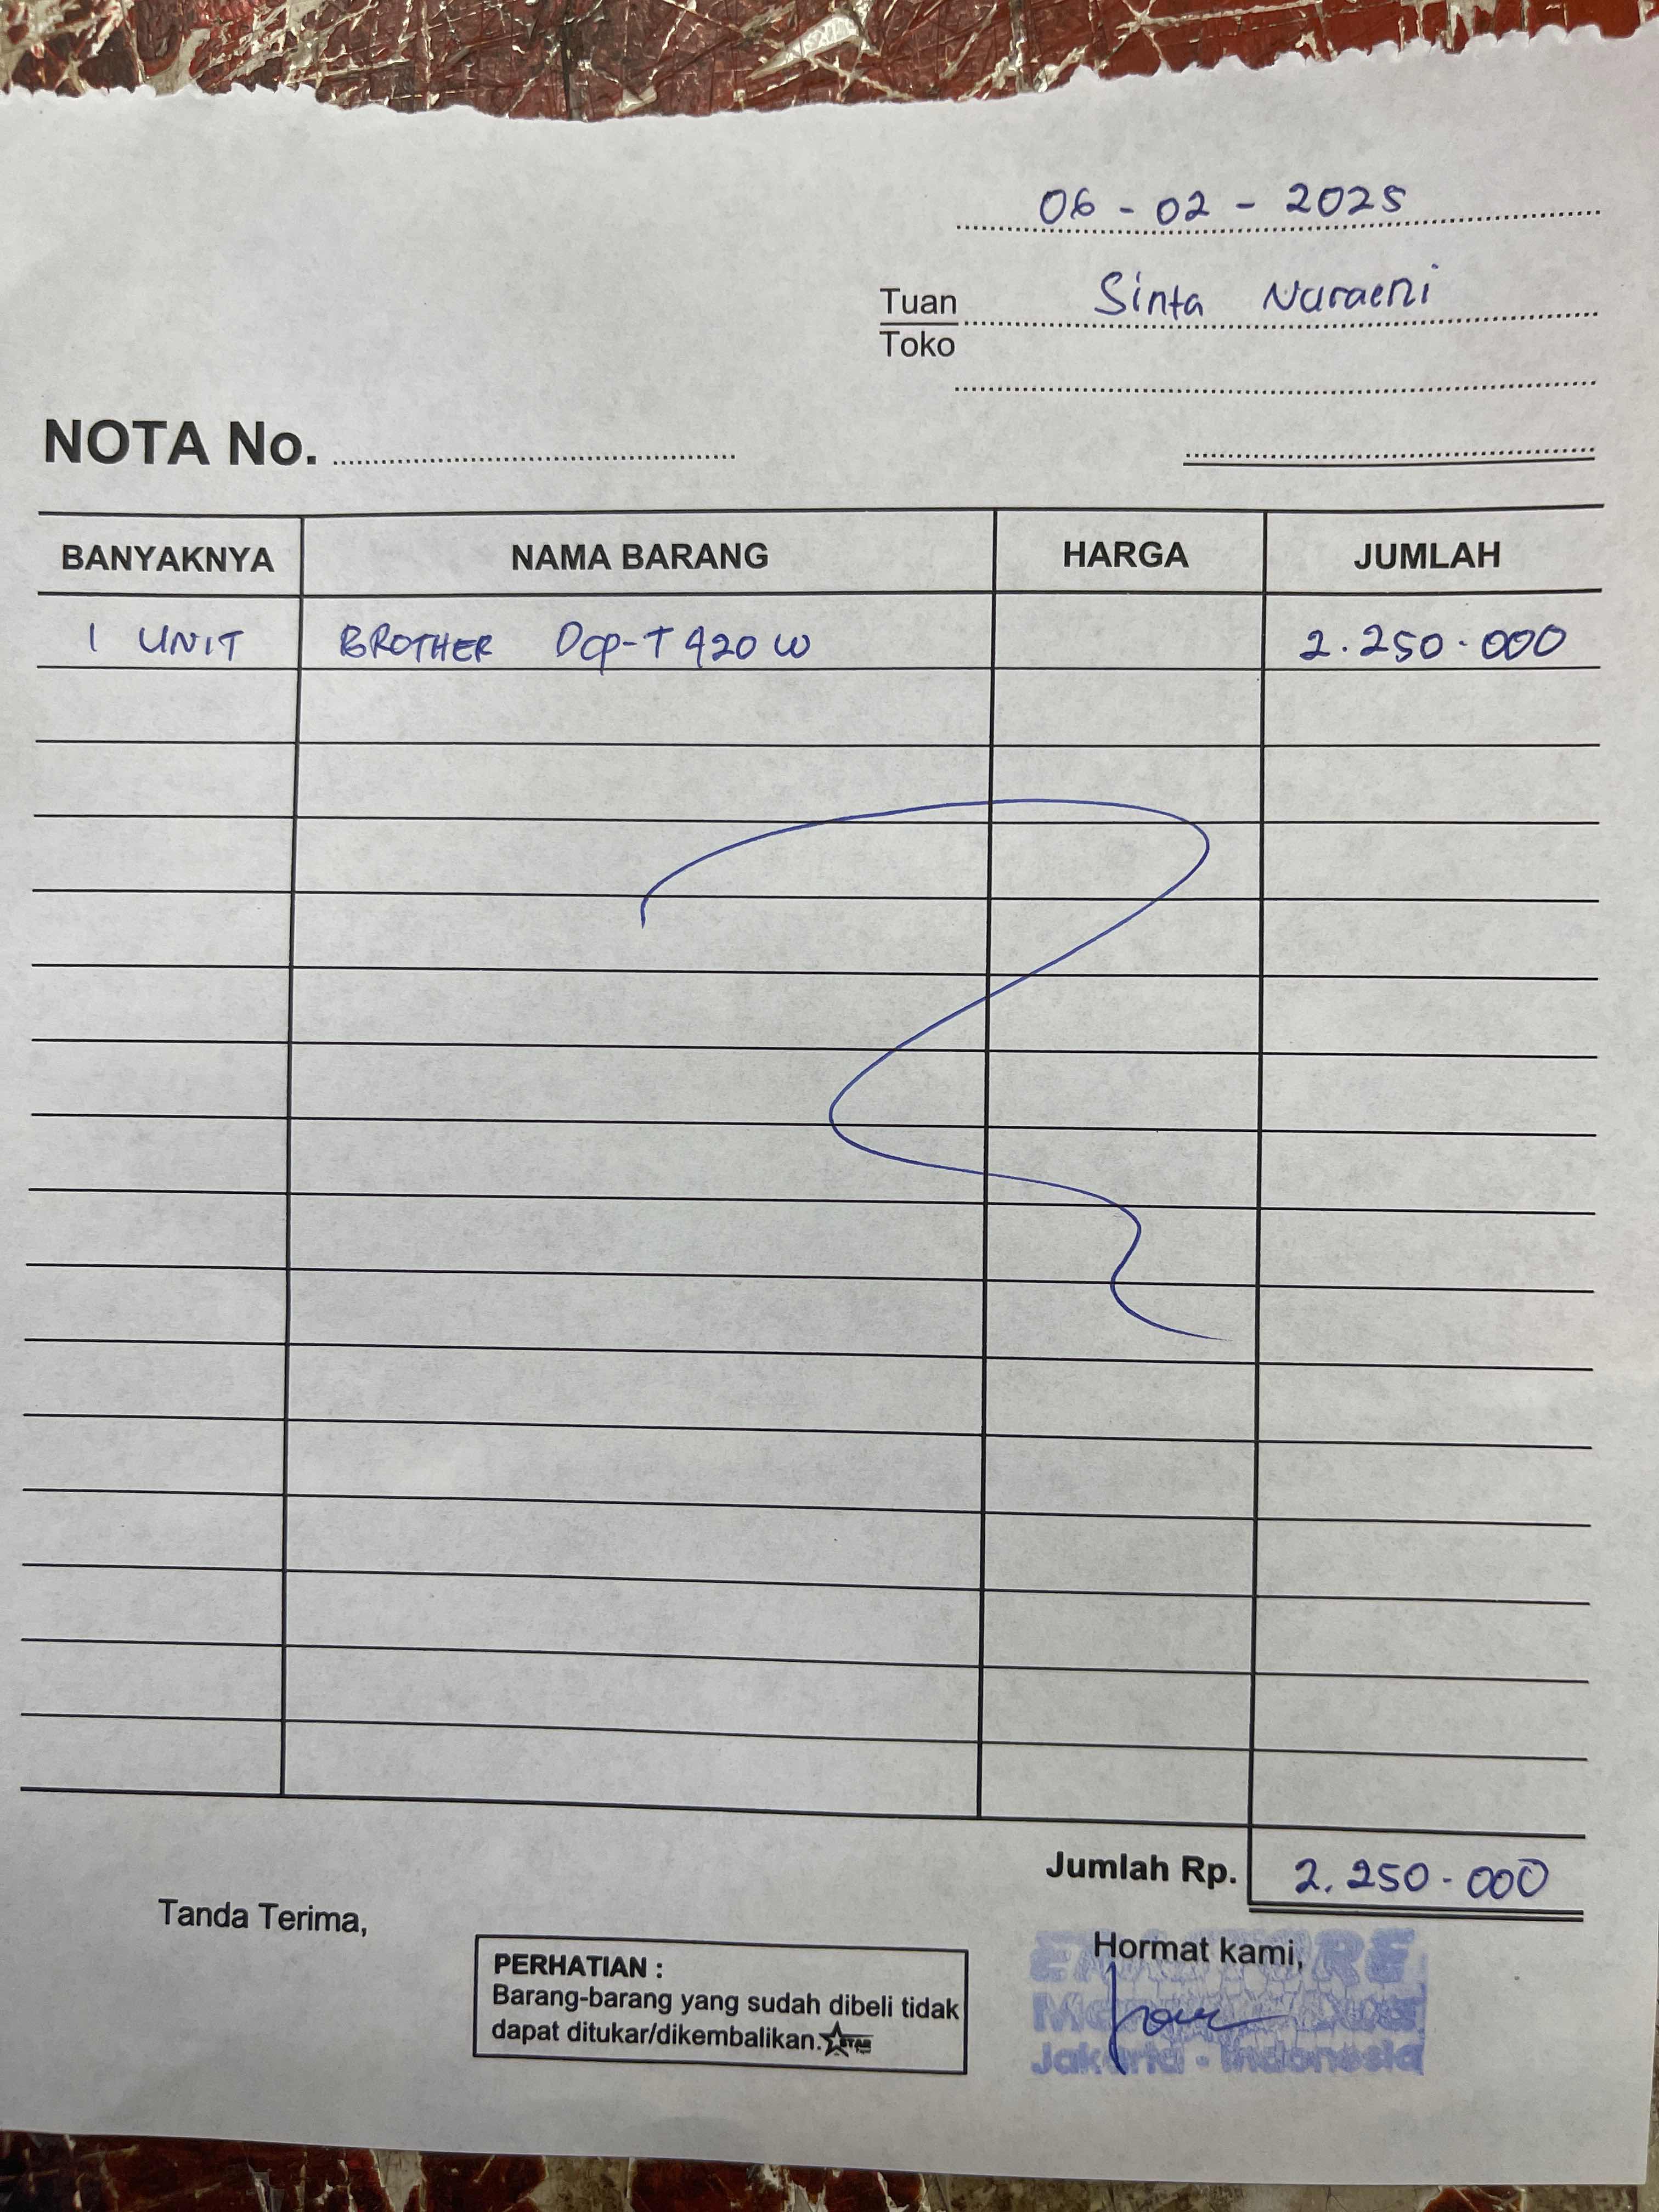 06 - 02 - 2025
Tuan Sinta Nuraeni
Toko
NOTA No.
BANYAKNYA NAMA BARANG HARGA JUMLAH
1 UNIT BROTHER Dcp-T420 W 2.250.000
Jumlah Rp. 2.250.000
Tanda Terima,
Hormat kami,
PERHATIAN :
Barang-barang yang sudah dibeli tidak
dapat ditukar/dikembalikan. STAR
Jakarta - Indonesia